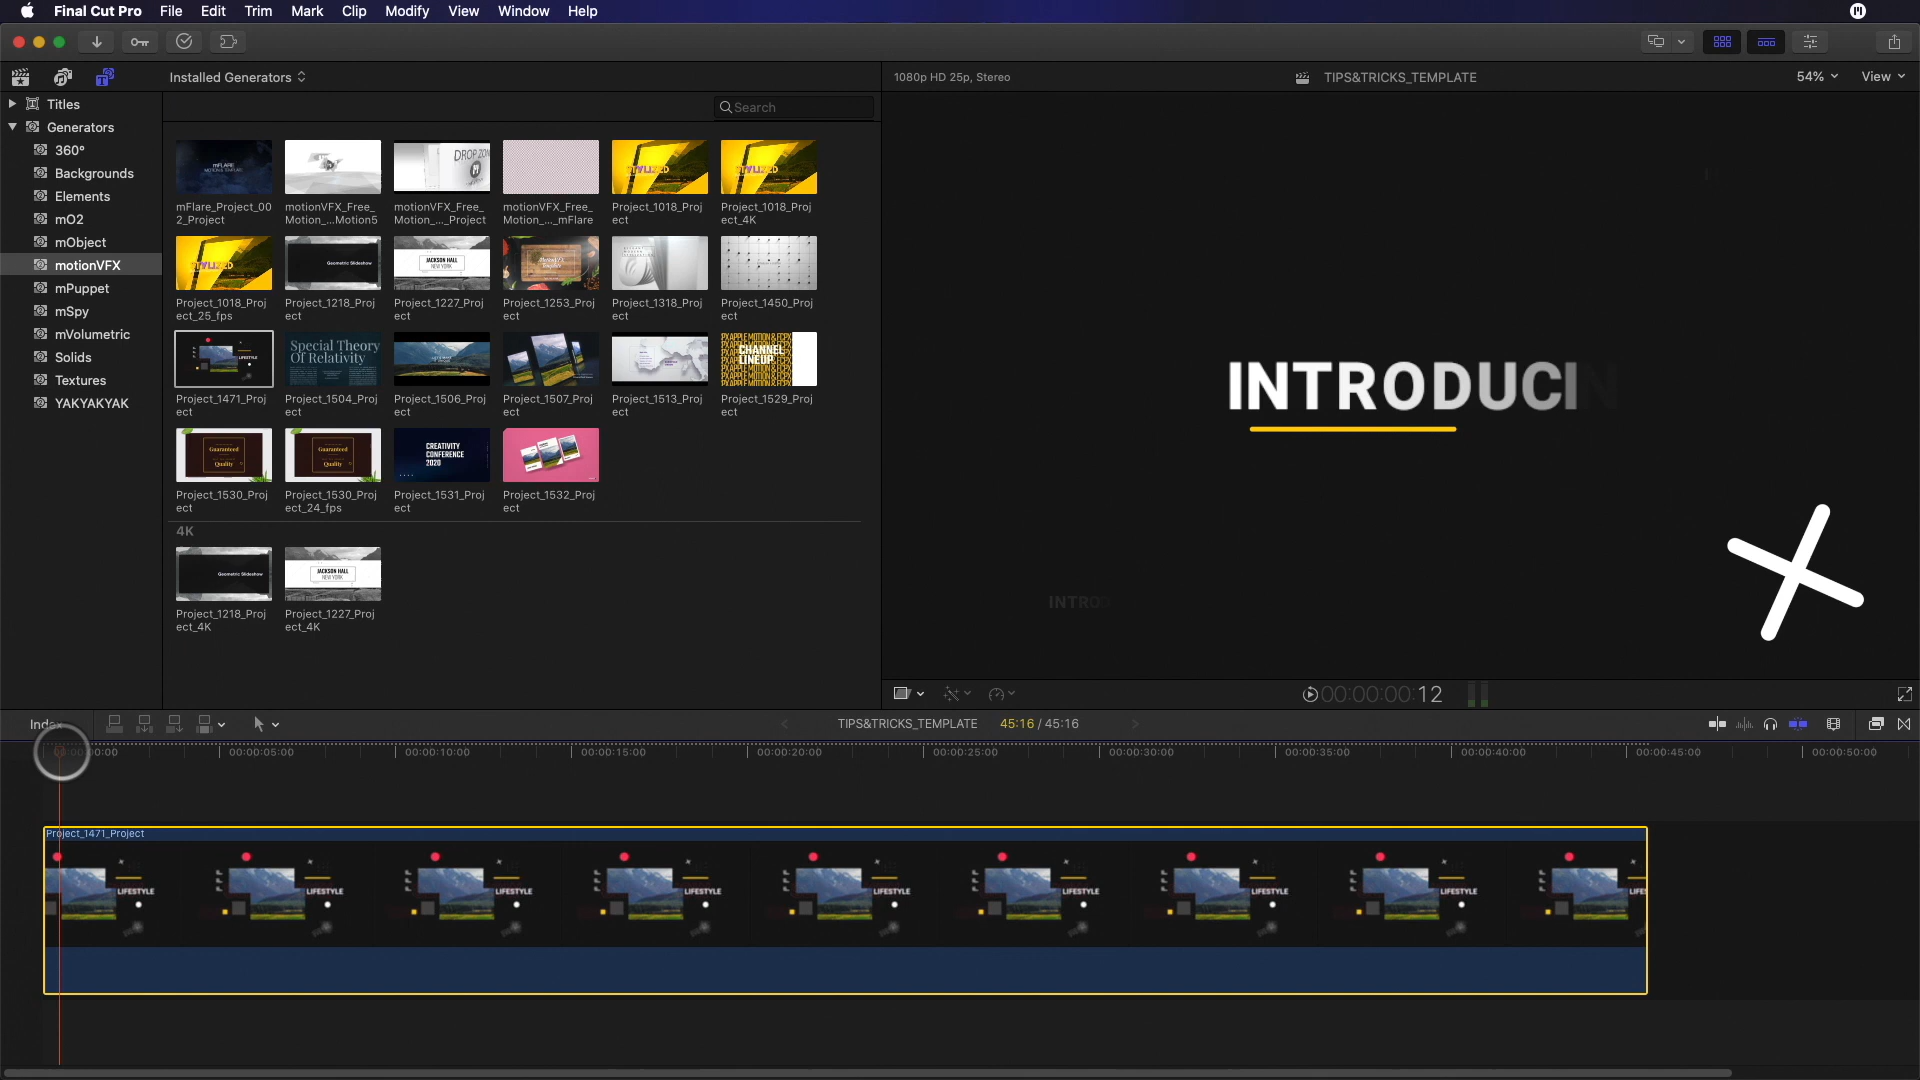 Final Cut Pro File Edit Trim Mark Clip Modify View Window Help
Installed Generators
1080p HD 25p, Stereo
TIPS&TRICKS_TEMPLATE
54%
View
Titles
Generators
360°
Backgrounds
Elements
mO2
mObject
motionVFX
mPuppet
mSpy
mVolumetric
Solids
Textures
YAKYAKYAK
Search
mFLARE
DROP ZON
STYLIZED
STYLIZED
mFlare_Project_00
2_Project
motionVFX_Free_
Motion_...Motion5
motionVFX_Free_
Motion_..._Project
motionVFX_Free_
Motion_..._mFlare
Project_1018_Proj
ect
Project_1018_Proj
ect_4K
STYLIZED
Geometric Slideshow
JACKSON HALL
NEW YORK
Project_1018_Proj
ect_25_fps
Project_1218_Proj
ect
Project_1227_Proj
ect
Project_1253_Proj
ect
Project_1318_Proj
ect
Project_1450_Proj
ect
LIFESTYLE
Special Theory
Of Relativity
CHANNEL
LINEUP
Project_1471_Proj
ect
Project_1504_Proj
ect
Project_1506_Proj
ect
Project_1507_Proj
ect
Project_1513_Proj
ect
Project_1529_Proj
ect
Guaranteed
Quality
Guaranteed
Quality
CREATIVITY
CONFERENCE
2020
Project_1530_Proj
ect
Project_1530_Proj
ect_24_fps
Project_1531_Proj
ect
Project_1532_Proj
ect
4K
Geometric Slideshow
JACKSON HALL
NEW YORK
Project_1218_Proj
ect_4K
Project_1227_Proj
ect_4K
INTRODUCIN
INTRO
00:00:00:12
Index
TIPS&TRICKS_TEMPLATE
45:16 / 45:16
00:00:05:00 00:00:10:00 00:00:15:00 00:00:20:00 00:00:25:00 00:00:30:00 00:00:35:00 00:00:40:00 00:00:45:00 00:00:50:00
Project_1471_Project
LIFESTYLE LIFESTYLE LIFESTYLE LIFESTYLE LIFESTYLE LIFESTYLE LIFESTYLE LIFESTYLE LIFES